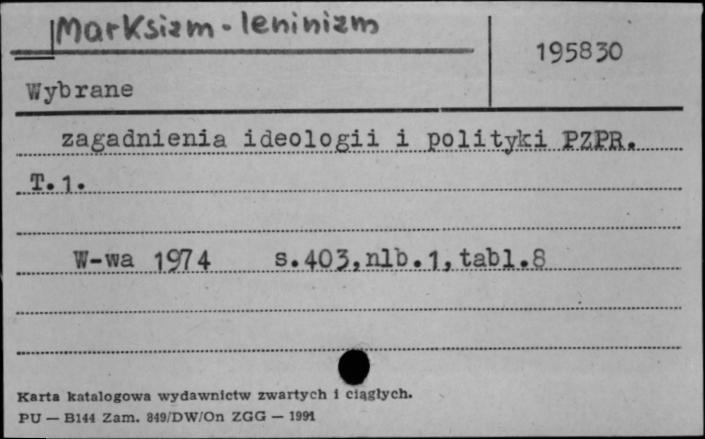 Marksizm-leninizm
195830
Wybrane
zagadnienia ideologii i polityki PZPR.
T.1.
W-wa 1974 s.403,nlb.1,tabl.8
Karta katalogowa wydawnictw zwartych i ciągłych.
PU — B144 Zam. 849/DW/On ZGG — 1991